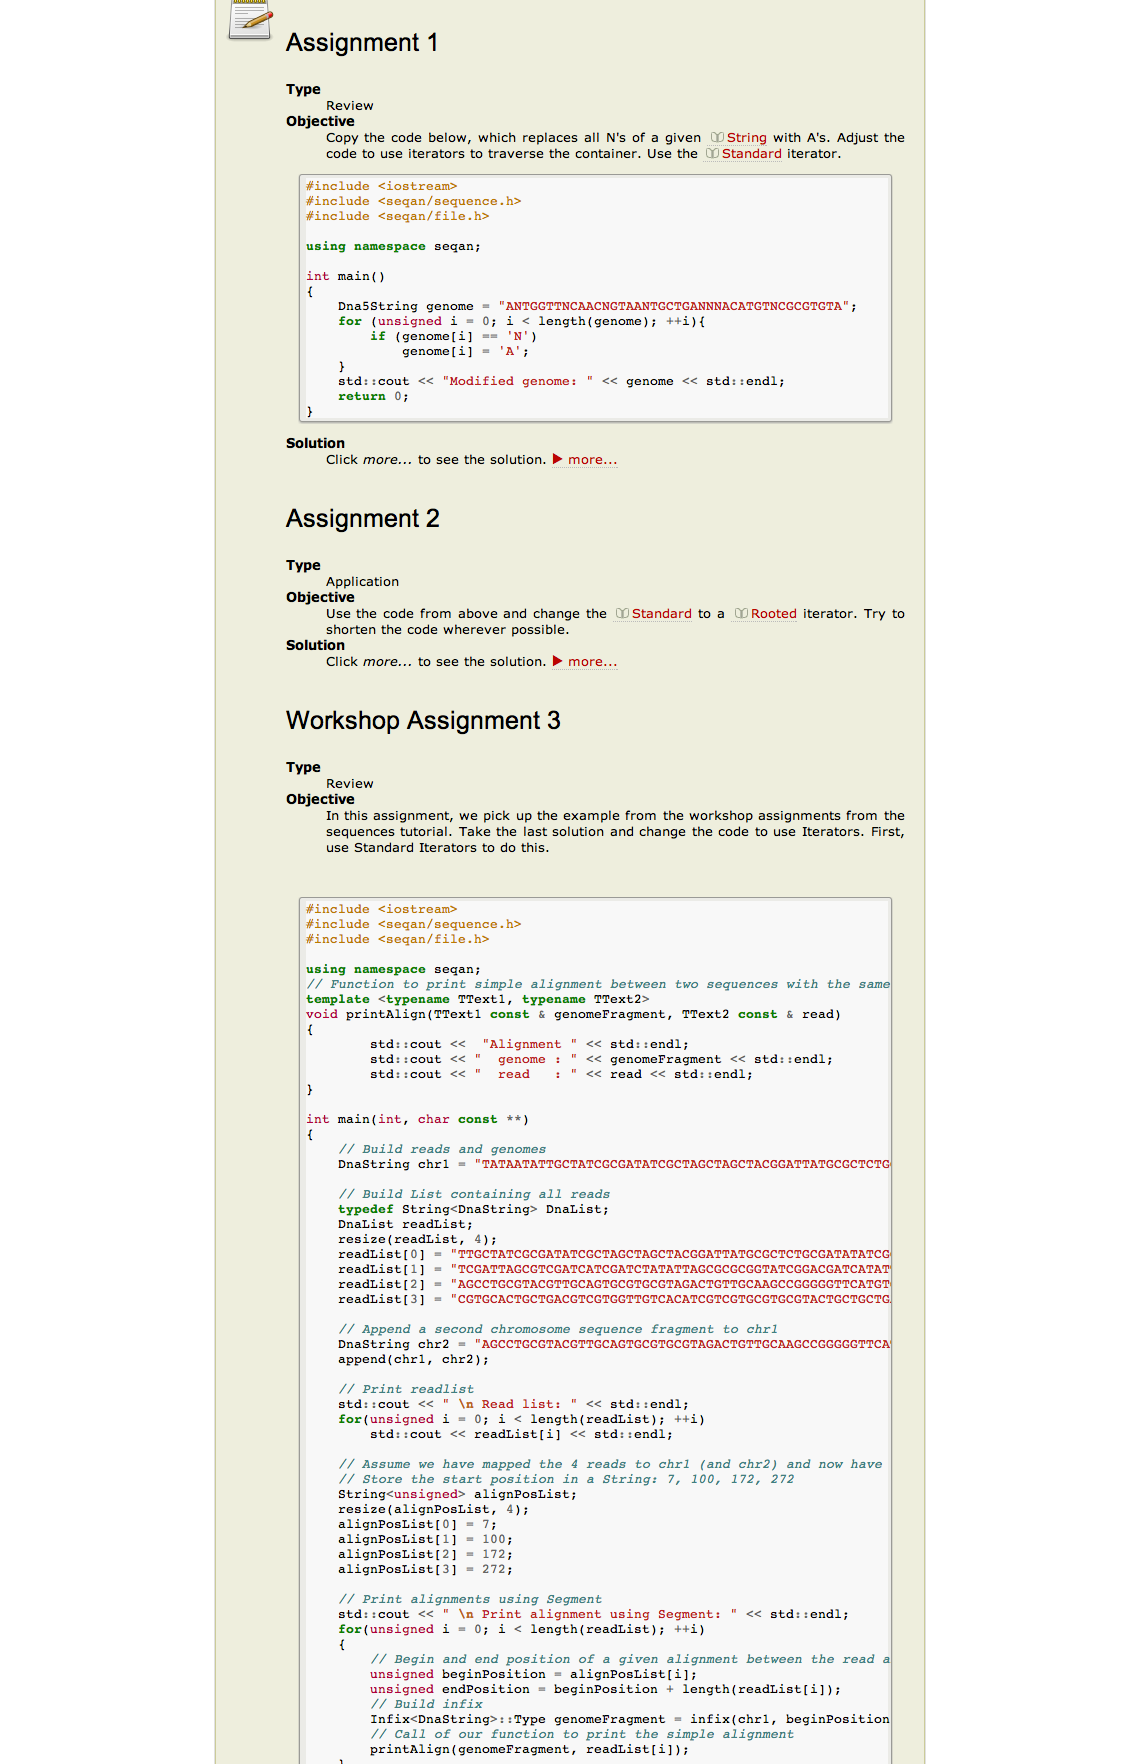 Assignment 1
Type
Review
Objective
Copy the code below, which replaces all N's of a given String with A's. Adjust the
code to use iterators to traverse the container. Use the Standard iterator.
#include <iostream>
#include <seqan/sequence.h>
#include <seqan/file.h>
using namespace seqan;
int main()
{
    Dna5String genome = "ANTGGTTNCAACNGTAANTGCTGANNNACATGTNCGCGTGTA";
    for (unsigned i = 0; i < length(genome); ++i){
        if (genome[i] == 'N')
            genome[i] = 'A';
    }
    std::cout << "Modified genome: " << genome << std::endl;
    return 0;
}
Solution
Click more... to see the solution. ▶ more...
Assignment 2
Type
Application
Objective
Use the code from above and change the Standard to a Rooted iterator. Try to
shorten the code wherever possible.
Solution
Click more... to see the solution. ▶ more...
Workshop Assignment 3
Type
Review
Objective
In this assignment, we pick up the example from the workshop assignments from the
sequences tutorial. Take the last solution and change the code to use Iterators. First,
use Standard Iterators to do this.
#include <iostream>
#include <seqan/sequence.h>
#include <seqan/file.h>
using namespace seqan;
// Function to print simple alignment between two sequences with the same
template <typename TText1, typename TText2>
void printAlign(TText1 const & genomeFragment, TText2 const & read)
{
        std::cout <<  "Alignment " << std::endl;
        std::cout << "  genome : " << genomeFragment << std::endl;
        std::cout << "  read   : " << read << std::endl;
}
int main(int, char const **)
{
    // Build reads and genomes
    DnaString chr1 = "TATAATATTGCTATCGCGATATCGCTAGCTAGCTACGGATTATGCGCTCTG
    // Build List containing all reads
    typedef String<DnaString> DnaList;
    DnaList readList;
    resize(readList, 4);
    readList[0] = "TTGCTATCGCGATATCGCTAGCTAGCTACGGATTATGCGCTCTGCGATATATCG
    readList[1] = "TCGATTAGCGTCGATCATCGATCTATATTAGCGCGCGGTATCGGACGATCATAT
    readList[2] = "AGCCTGCGTACGTTGCAGTGCGTGCGTAGACTGTTGCAAGCCGGGGGTTCATGT
    readList[3] = "CGTGCACTGCTGACGTCGTGGTTGTCACATCGTCGTGCGTGCGTACTGCTGCTG
    // Append a second chromosome sequence fragment to chr1
    DnaString chr2 = "AGCCTGCGTACGTTGCAGTGCGTGCGTAGACTGTTGCAAGCCGGGGGTTCA
    append(chr1, chr2);
    // Print readlist
    std::cout << " \n Read list: " << std::endl;
    for(unsigned i = 0; i < length(readList); ++i)
        std::cout << readList[i] << std::endl;
    // Assume we have mapped the 4 reads to chr1 (and chr2) and now have
    // Store the start position in a String: 7, 100, 172, 272
    String<unsigned> alignPosList;
    resize(alignPosList, 4);
    alignPosList[0] = 7;
    alignPosList[1] = 100;
    alignPosList[2] = 172;
    alignPosList[3] = 272;
    // Print alignments using Segment
    std::cout << " \n Print alignment using Segment: " << std::endl;
    for(unsigned i = 0; i < length(readList); ++i)
    {
        // Begin and end position of a given alignment between the read a
        unsigned beginPosition = alignPosList[i];
        unsigned endPosition = beginPosition + length(readList[i]);
        // Build infix
        Infix<DnaString>::Type genomeFragment = infix(chr1, beginPosition
        // Call of our function to print the simple alignment
        printAlign(genomeFragment, readList[i]);